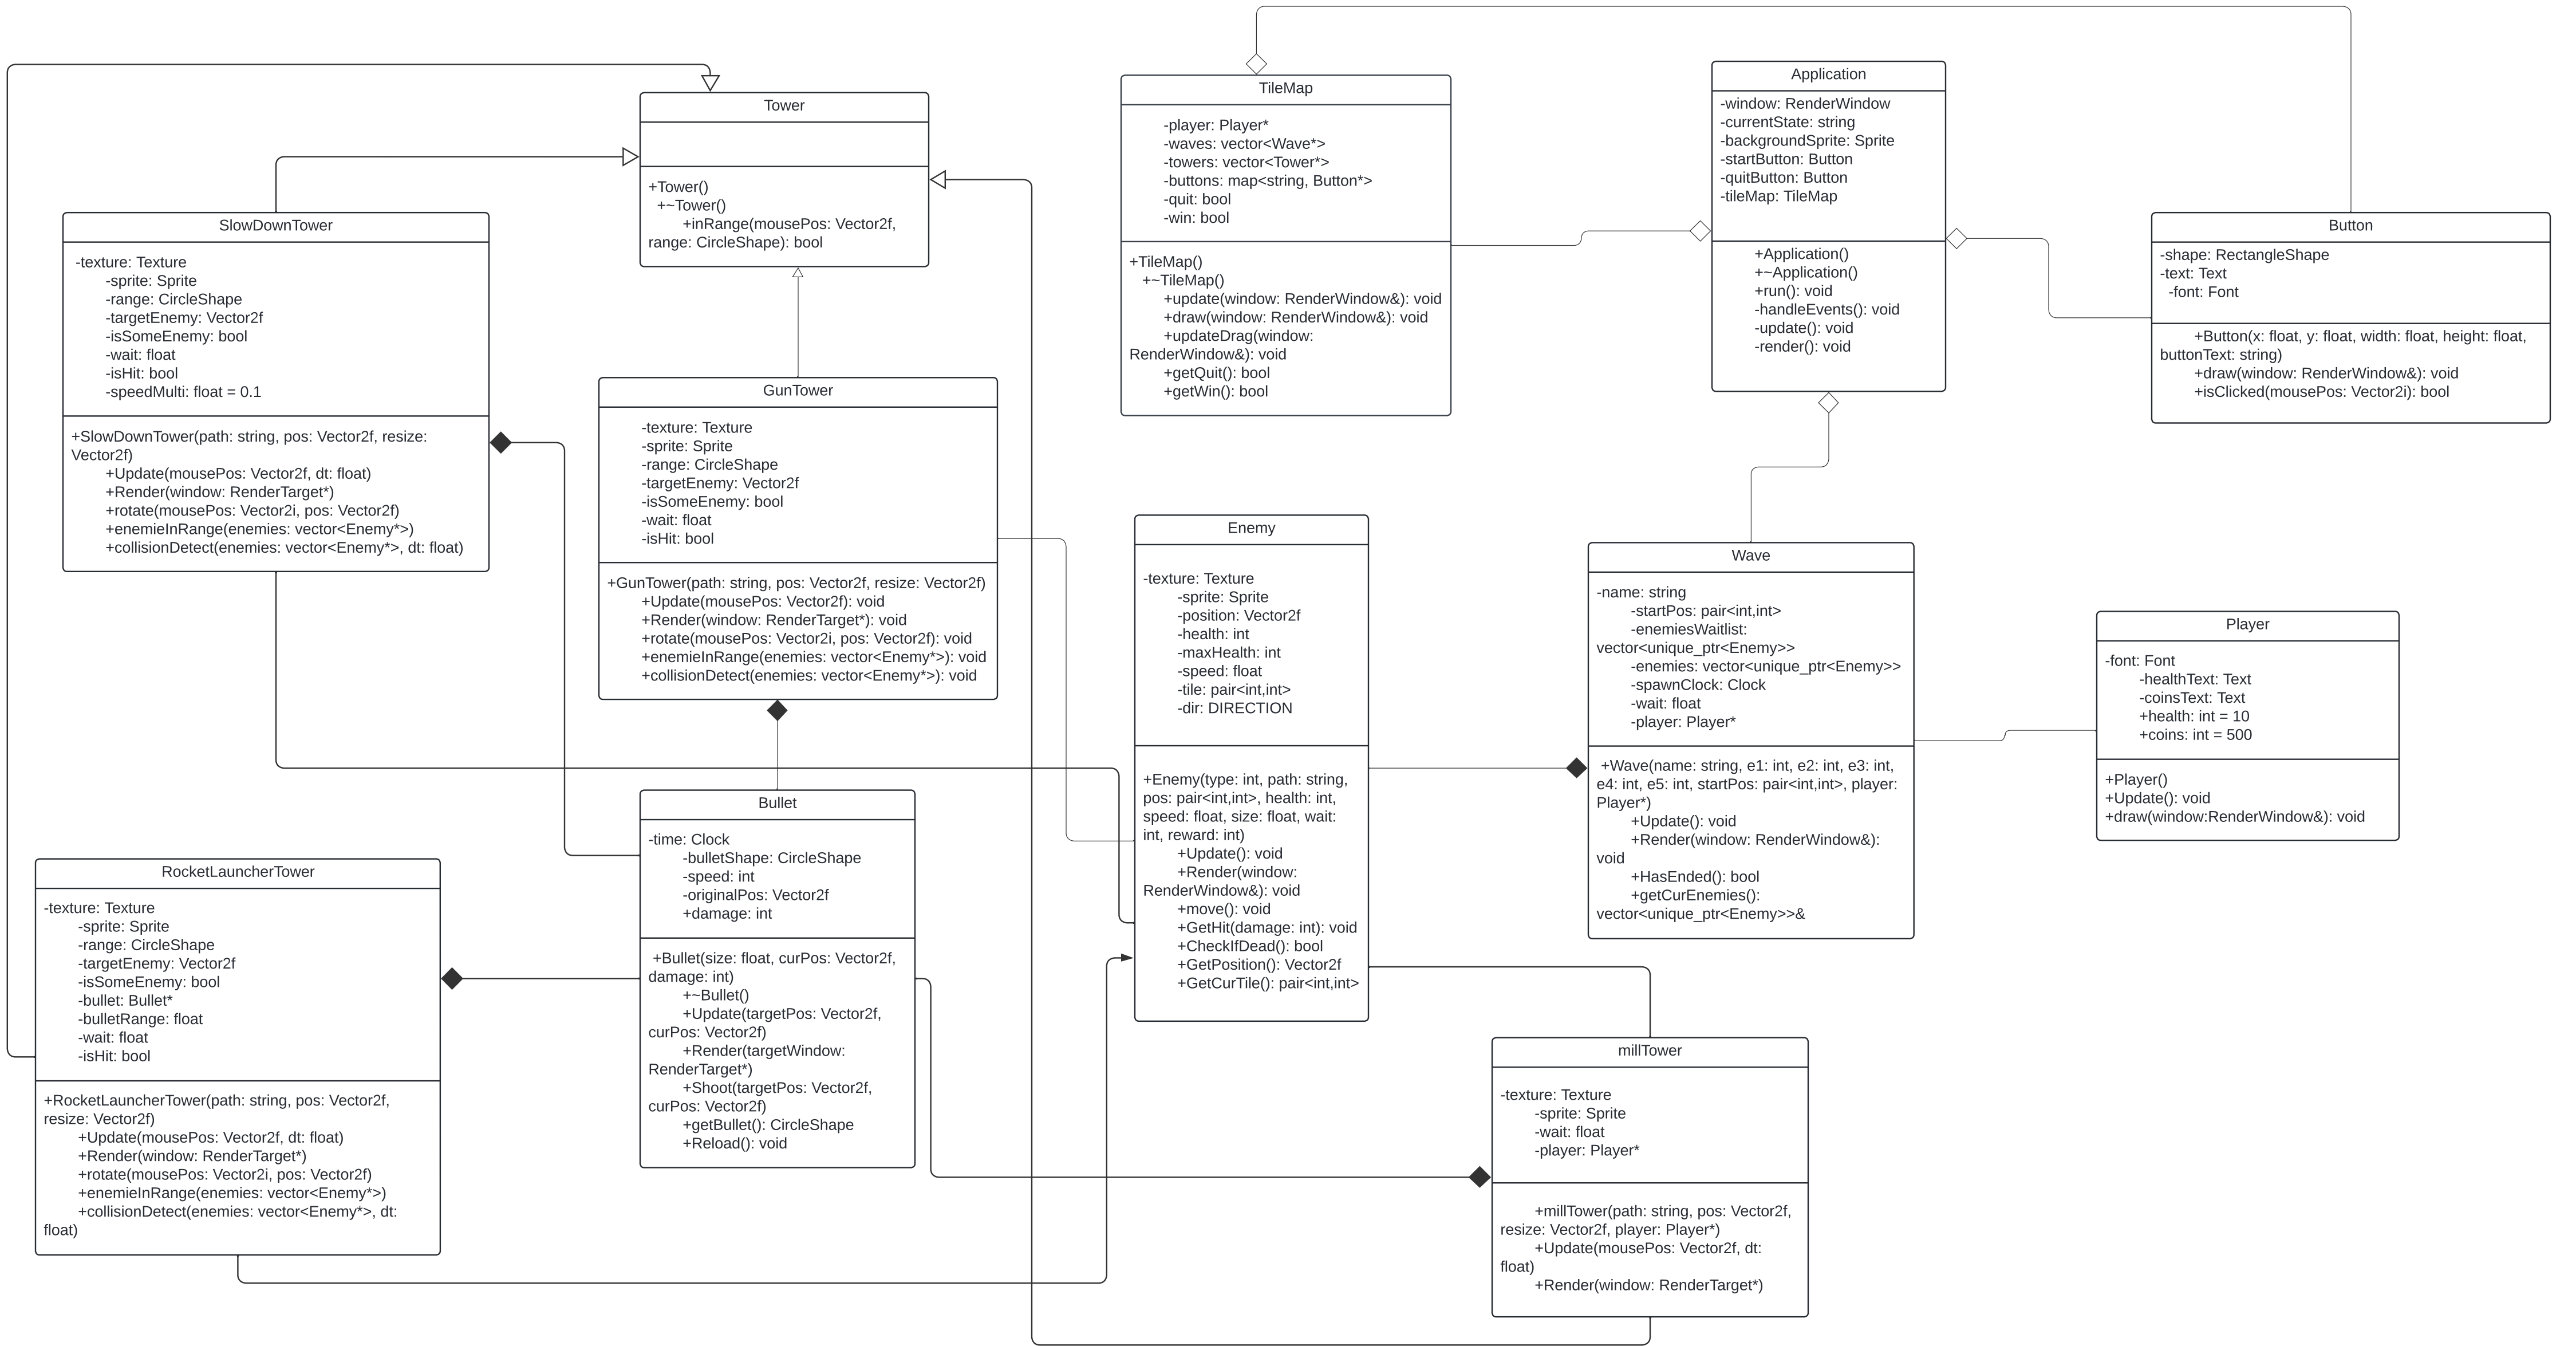 Tower
+Tower()
+~Tower()
+inRange(mousePos: Vector2f,
range: CircleShape): bool
TileMap
-player: Player*
-waves: vector<Wave*>
-towers: vector<Tower*>
-buttons: map<string, Button*>
-quit: bool
-win: bool
+TileMap()
+~TileMap()
+update(window: RenderWindow&): void
+draw(window: RenderWindow&): void
+updateDrag(window:
RenderWindow&): void
+getQuit(): bool
+getWin(): bool
Application
-window: RenderWindow
-currentState: string
-backgroundSprite: Sprite
-startButton: Button
-quitButton: Button
-tileMap: TileMap
+Application()
+~Application()
+run(): void
-handleEvents(): void
-update(): void
-render(): void
Button
-shape: RectangleShape
-text: Text
-font: Font
+Button(x: float, y: float, width: float, height: float,
buttonText: string)
+draw(window: RenderWindow&): void
+isClicked(mousePos: Vector2i): bool
SlowDownTower
-texture: Texture
-sprite: Sprite
-range: CircleShape
-targetEnemy: Vector2f
-isSomeEnemy: bool
-wait: float
-isHit: bool
-speedMulti: float = 0.1
+SlowDownTower(path: string, pos: Vector2f, resize:
Vector2f)
+Update(mousePos: Vector2f, dt: float)
+Render(window: RenderTarget*)
+rotate(mousePos: Vector2i, pos: Vector2f)
+enemieInRange(enemies: vector<Enemy*>)
+collisionDetect(enemies: vector<Enemy*>, dt: float)
GunTower
-texture: Texture
-sprite: Sprite
-range: CircleShape
-targetEnemy: Vector2f
-isSomeEnemy: bool
-wait: float
-isHit: bool
+GunTower(path: string, pos: Vector2f, resize: Vector2f)
+Update(mousePos: Vector2f): void
+Render(window: RenderTarget*): void
+rotate(mousePos: Vector2i, pos: Vector2f): void
+enemieInRange(enemies: vector<Enemy*>): void
+collisionDetect(enemies: vector<Enemy*>): void
Enemy
-texture: Texture
-sprite: Sprite
-position: Vector2f
-health: int
-maxHealth: int
-speed: float
-tile: pair<int,int>
-dir: DIRECTION
+Enemy(type: int, path: string,
pos: pair<int,int>, health: int,
speed: float, size: float, wait:
int, reward: int)
+Update(): void
+Render(window:
RenderWindow&): void
+move(): void
+GetHit(damage: int): void
+CheckIfDead(): bool
+GetPosition(): Vector2f
+GetCurTile(): pair<int,int>
Wave
-name: string
-startPos: pair<int,int>
-enemiesWaitlist:
vector<unique_ptr<Enemy>>
-enemies: vector<unique_ptr<Enemy>>
-spawnClock: Clock
-wait: float
-player: Player*
+Wave(name: string, e1: int, e2: int, e3: int,
e4: int, e5: int, startPos: pair<int,int>, player:
Player*)
+Update(): void
+Render(window: RenderWindow&):
void
+HasEnded(): bool
+getCurEnemies():
vector<unique_ptr<Enemy>>&
Player
-font: Font
-healthText: Text
-coinsText: Text
+health: int = 10
+coins: int = 500
+Player()
+Update(): void
+draw(window:RenderWindow&): void
Bullet
-time: Clock
-bulletShape: CircleShape
-speed: int
-originalPos: Vector2f
+damage: int
+Bullet(size: float, curPos: Vector2f,
damage: int)
+~Bullet()
+Update(targetPos: Vector2f,
curPos: Vector2f)
+Render(targetWindow:
RenderTarget*)
+Shoot(targetPos: Vector2f,
curPos: Vector2f)
+getBullet(): CircleShape
+Reload(): void
RocketLauncherTower
-texture: Texture
-sprite: Sprite
-range: CircleShape
-targetEnemy: Vector2f
-isSomeEnemy: bool
-bullet: Bullet*
-bulletRange: float
-wait: float
-isHit: bool
+RocketLauncherTower(path: string, pos: Vector2f,
resize: Vector2f)
+Update(mousePos: Vector2f, dt: float)
+Render(window: RenderTarget*)
+rotate(mousePos: Vector2i, pos: Vector2f)
+enemieInRange(enemies: vector<Enemy*>)
+collisionDetect(enemies: vector<Enemy*>, dt:
float)
millTower
-texture: Texture
-sprite: Sprite
-wait: float
-player: Player*
+millTower(path: string, pos: Vector2f,
resize: Vector2f, player: Player*)
+Update(mousePos: Vector2f, dt:
float)
+Render(window: RenderTarget*)